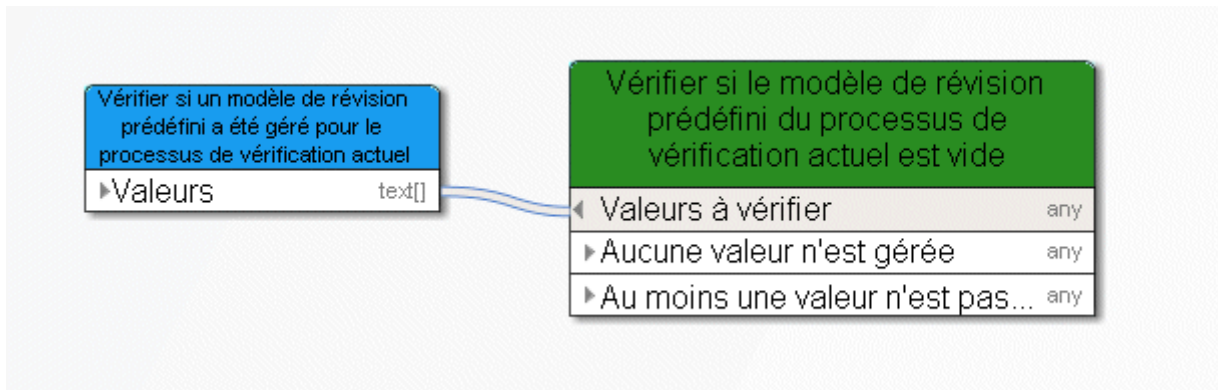 Vérifier si un modèle de révision
prédéfini a été géré pour le
processus de vérification actuel
Valeurs text[]
Vérifier si le modèle de révision
prédéfini du processus de
vérification actuel est vide
Valeurs à vérifier any
Aucune valeur n'est gérée any
Au moins une valeur n'est pas... any